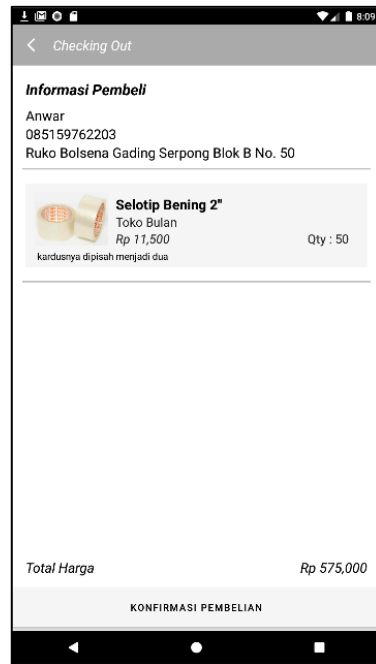 8:09
Checking Out
Informasi Pembeli
Anwar
085159762203
Ruko Bolsena Gading Serpong Blok B No. 50
Selotip Bening 2"
Toko Bulan
Rp 11,500 Qty : 50
kardusnya dipisah menjadi dua
Total Harga Rp 575,000
KONFIRMASI PEMBELIAN